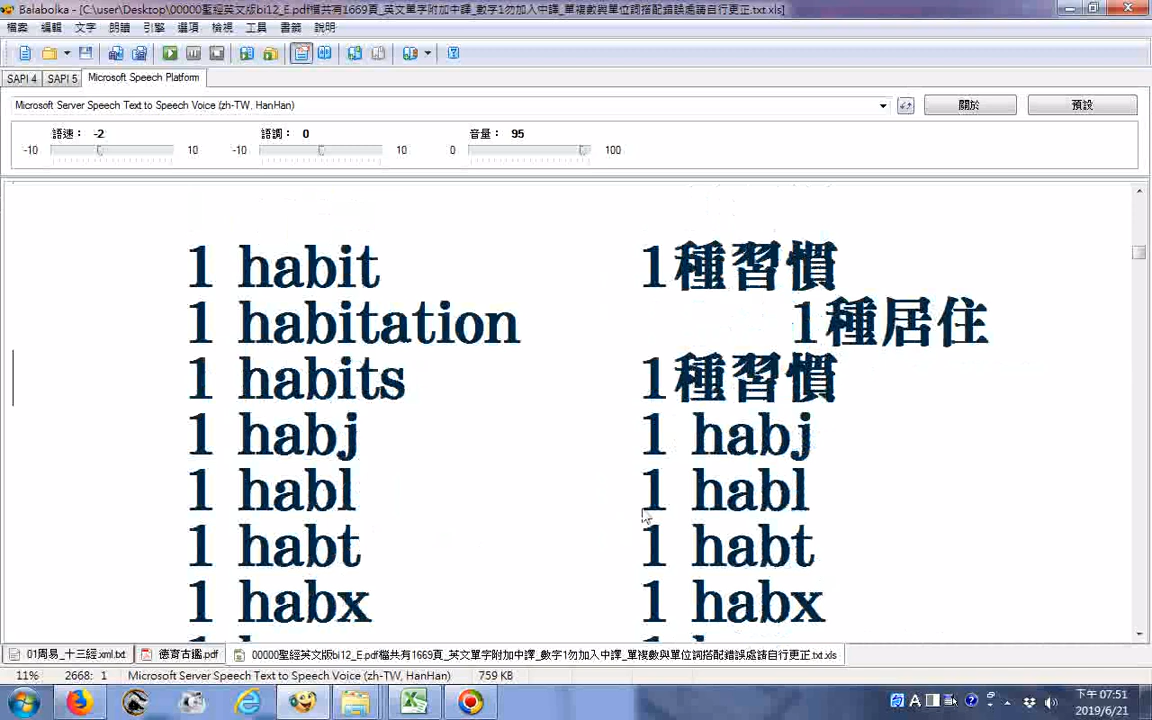 Balabolka - [C:\user\Desktop\00000聖經英文版bi12_E.pdf檔共有1669頁_英文單字附加中譯_數字1勿加入中譯_單複數與單位詞搭配錯誤處請自行更正.txt.xls]
檔案 編輯 文字 朗讀 引擎 選項 檢視 工具 書籤 說明
SAPI 4 SAPI 5 Microsoft Speech Platform
Microsoft Server Speech Text to Speech Voice (zh-TW, HanHan) 關於 預設
語速： -2 語調： 0 音量： 95
-10 10 -10 10 0 100
1 habit 1種習慣
1 habitation 1種居住
1 habits 1種習慣
1 habj 1 habj
1 habl 1 habl
1 habt 1 habt
1 habx 1 habx
01周易_十三經.xml.txt 德育古鑑.pdf 00000聖經英文版bi12_E.pdf檔共有1669頁_英文單字附加中譯_數字1勿加入中譯_單複數與單位詞搭配錯誤處請自行更正.txt.xls
11% 2668: 1 Microsoft Server Speech Text to Speech Voice (zh-TW, HanHan) 759 KB
下午 07:51
2019/6/21